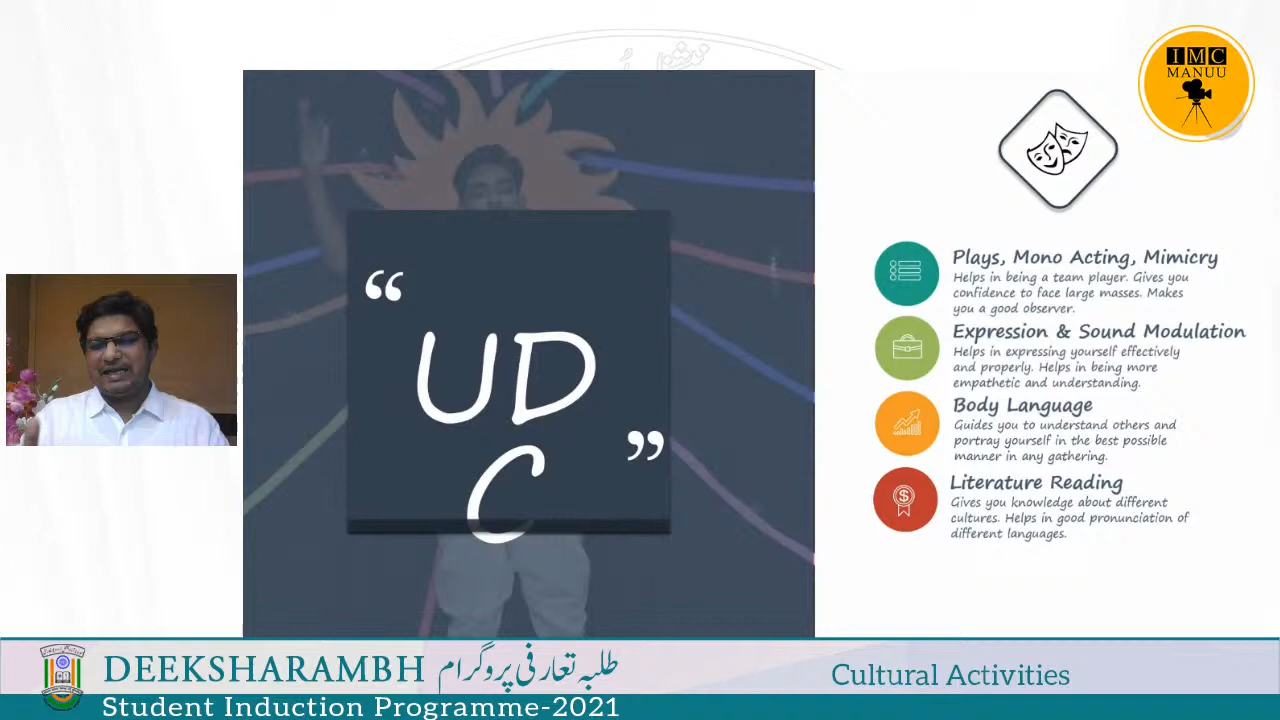 IMC
MANUU
“
UD
C
”
Plays, Mono Acting, Mimicry
Helps in being a team player. Gives you
confidence to face large masses. Makes
you a good observer.
Expression & Sound Modulation
Helps in expressing yourself effectively
and properly. Helps in being more
empathetic and understanding.
Body Language
Guides you to understand others and
portray yourself in the best possible
manner in any gathering.
Literature Reading
Gives you knowledge about different
cultures. Helps in good pronunciation of
different languages.
DEEKSHARAMBH طلبہ تعارفی پروگرام
Student Induction Programme-2021
Cultural Activities